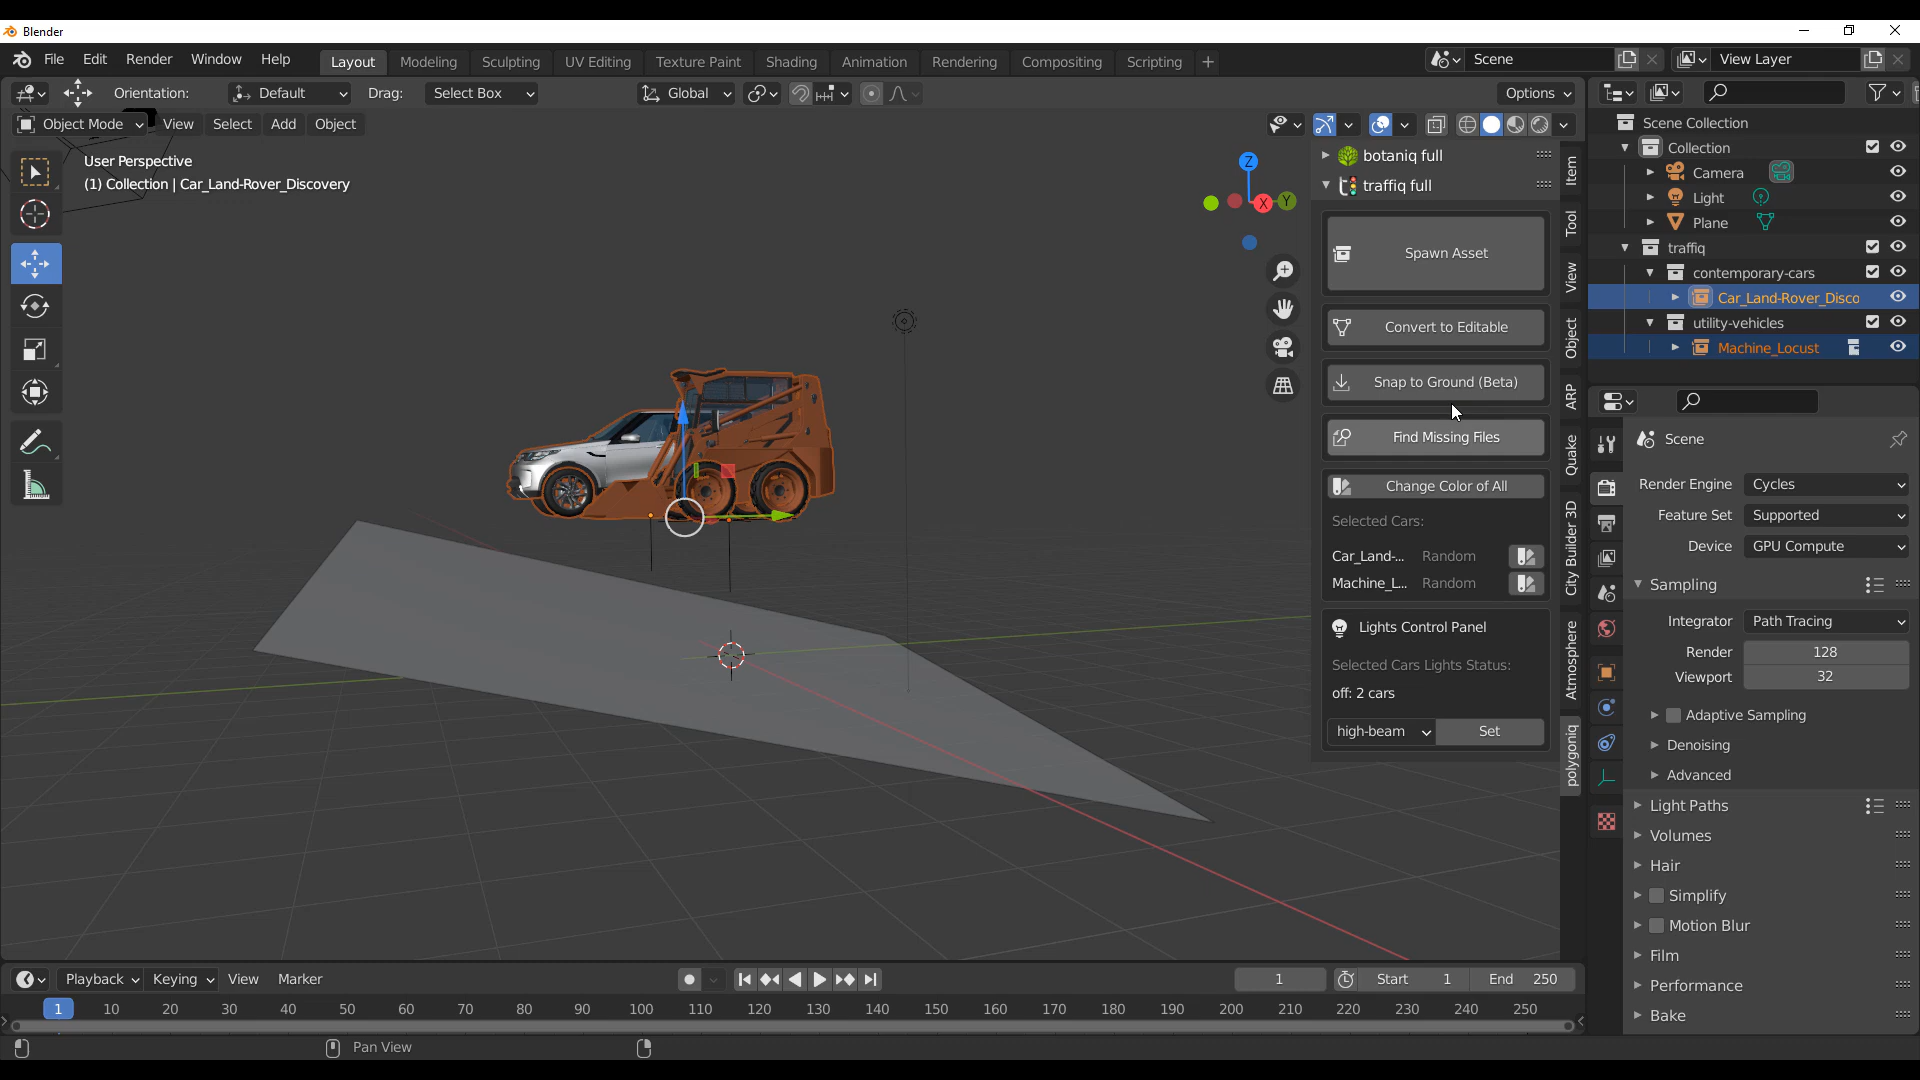 Blender
File Edit Render Window Help
Layout Modeling Sculpting UV Editing Texture Paint Shading Animation Rendering Compositing Scripting +
Scene View Layer
Orientation: Default Drag: Select Box Global Options
Object Mode View Select Add Object
User Perspective
(1) Collection | Car_Land-Rover_Discovery
Z
X
Y
botaniq full
traffiq full
Spawn Asset
Convert to Editable
Snap to Ground (Beta)
Find Missing Files
Change Color of All
Selected Cars:
Car_Land-... Random
Machine_L... Random
Lights Control Panel
Selected Cars Lights Status:
off: 2 cars
high-beam Set
Item
Tool
View
Object
ARP
Quake
City Builder 3D
Atmosphere
polygoniq
Scene Collection
Collection
Camera
Light
Plane
traffiq
contemporary-cars
Car_Land-Rover_Disco
utility-vehicles
Machine_Locust
Scene
Render Engine Cycles
Feature Set Supported
Device GPU Compute
Sampling
Integrator Path Tracing
Render 128
Viewport 32
Adaptive Sampling
Denoising
Advanced
Light Paths
Volumes
Hair
Simplify
Motion Blur
Film
Performance
Bake
Playback Keying View Marker 1 Start 1 End 250
1 10 20 30 40 50 60 70 80 90 100 110 120 130 140 150 160 170 180 190 200 210 220 230 240 250
Pan View